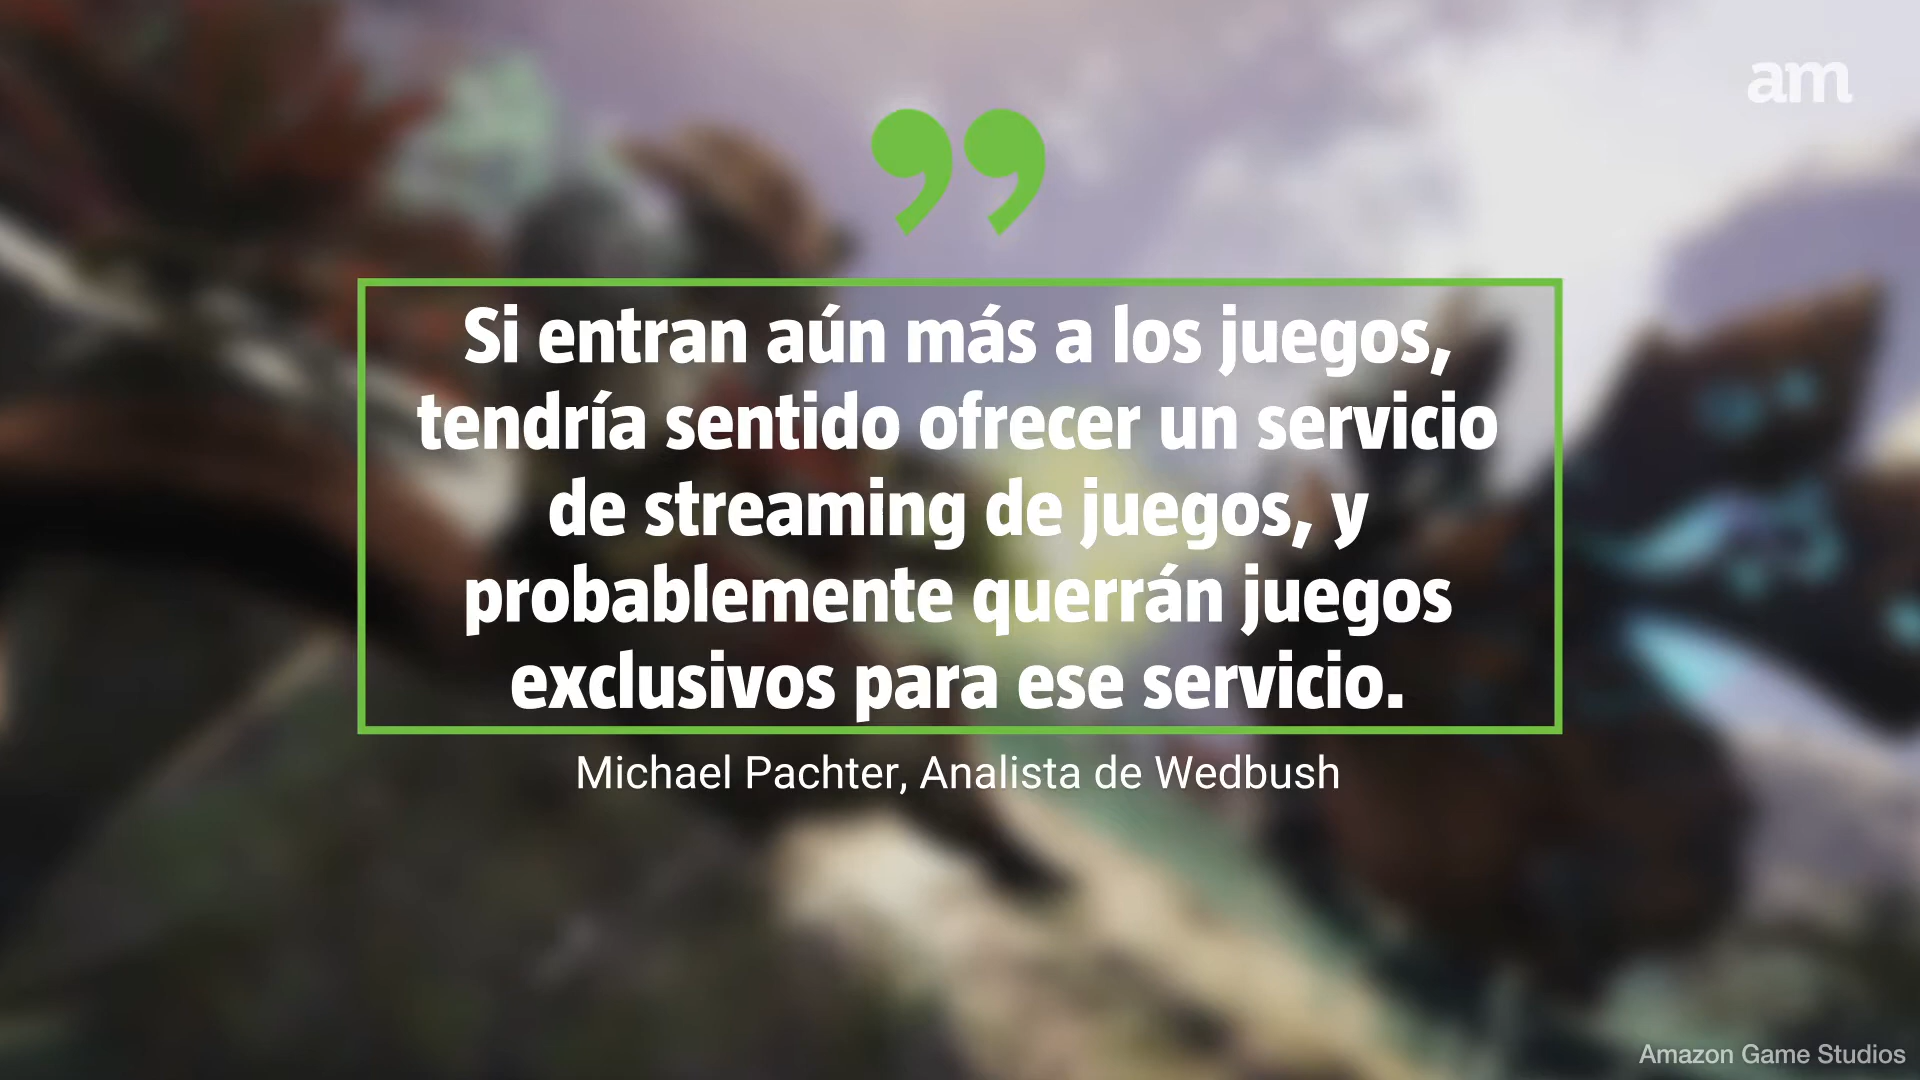 am
”
Si entran aún más a los juegos,
tendría sentido ofrecer un servicio
de streaming de juegos, y
probablemente querrán juegos
exclusivos para ese servicio.
Michael Pachter, Analista de Wedbush
Amazon Game Studios